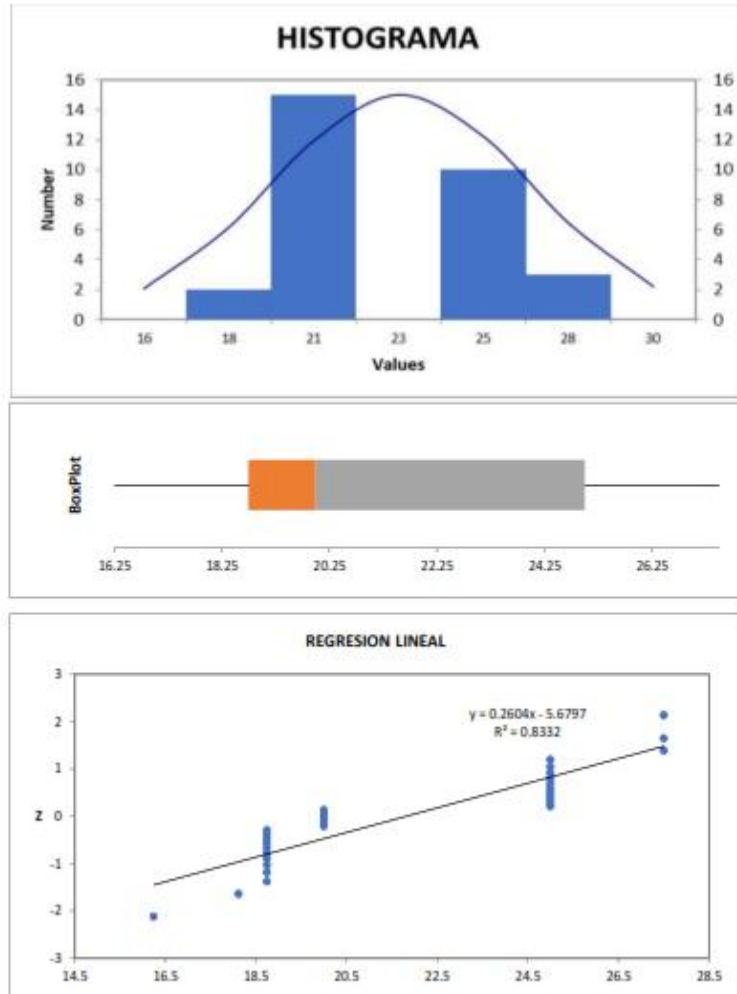 HISTOGRAMA
16 16
14 14
12 12
10 10
8 8
6 6
4 4
2 2
0 0
Number
16 18 21 23 25 28 30
Values
BoxPlot
16.25 18.25 20.25 22.25 24.25 26.25
REGRESION LINEAL
3
2
1
0
-1
-2
-3
Z
y = 0.2604x - 5.6797
R² = 0.8332
14.5 16.5 18.5 20.5 22.5 24.5 26.5 28.5